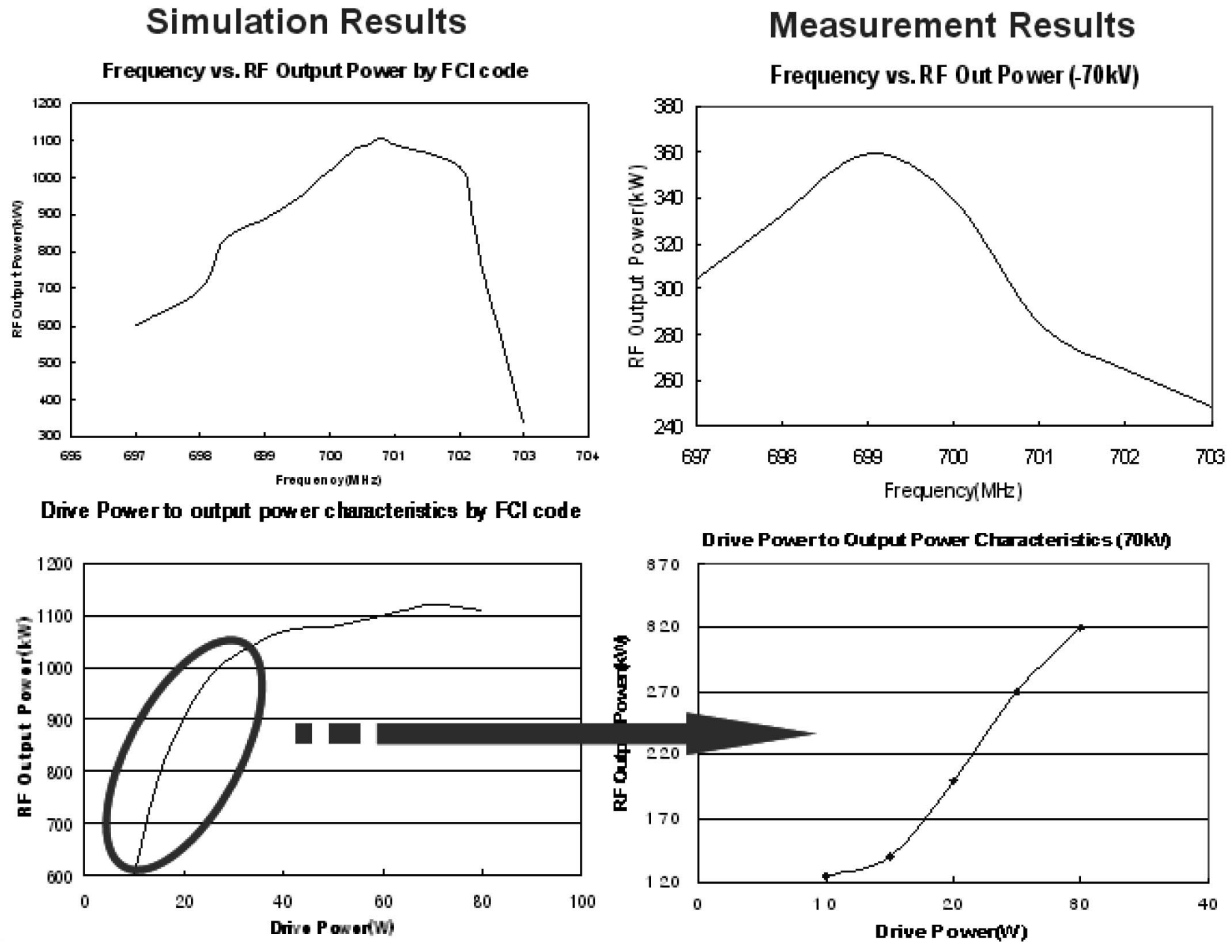 Simulation Results
Frequency vs. RF Output Power by FCI code
RF Output Power(kW)
1200
1100
1000
900
800
700
600
500
400
300
696 697 698 699 700 701 702 703 704
Frequency(MHz)
Measurement Results
Frequency vs. RF Out Power (-70kV)
RF Output Power(kW)
380
360
340
320
300
280
260
240
697 698 699 700 701 702 703
Frequency(MHz)
Drive Power to output power characteristics by FCI code
RF Output Power(kW)
1200
1100
1000
900
800
700
600
0 20 40 60 80 100
Drive Power(W)
Drive Power to Output Power Characteristics (70kV)
RF Output Power(kW)
370
320
270
220
170
120
0 10 20 30 40
Drive Power(W)